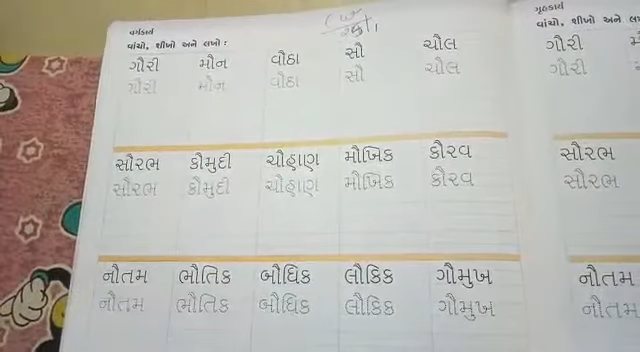 વર્ગકાર્ય
વાંચો, શીખો અને લખો :
ગૌરી મૌન વૌઠા સૌ ચૌલ
ગૌરી મૌન વૌઠા સૌ ચૌલ
સૌરભ કૌમુદી ચૌહાણ મૌખિક કૌરવ
સૌરભ કૌમુદી ચૌહાણ મૌખિક કૌરવ
નૌતમ ભૌતિક બૌધિક લૌકિક ગૌમુખ
નૌતમ ભૌતિક બૌધિક લૌકિક ગૌમુખ
ગૃહકાર્ય
વાંચો, શીખો અને
ગૌરી
ગૌરી
સૌરભ
સૌરભ
નૌતમ
નૌતમ